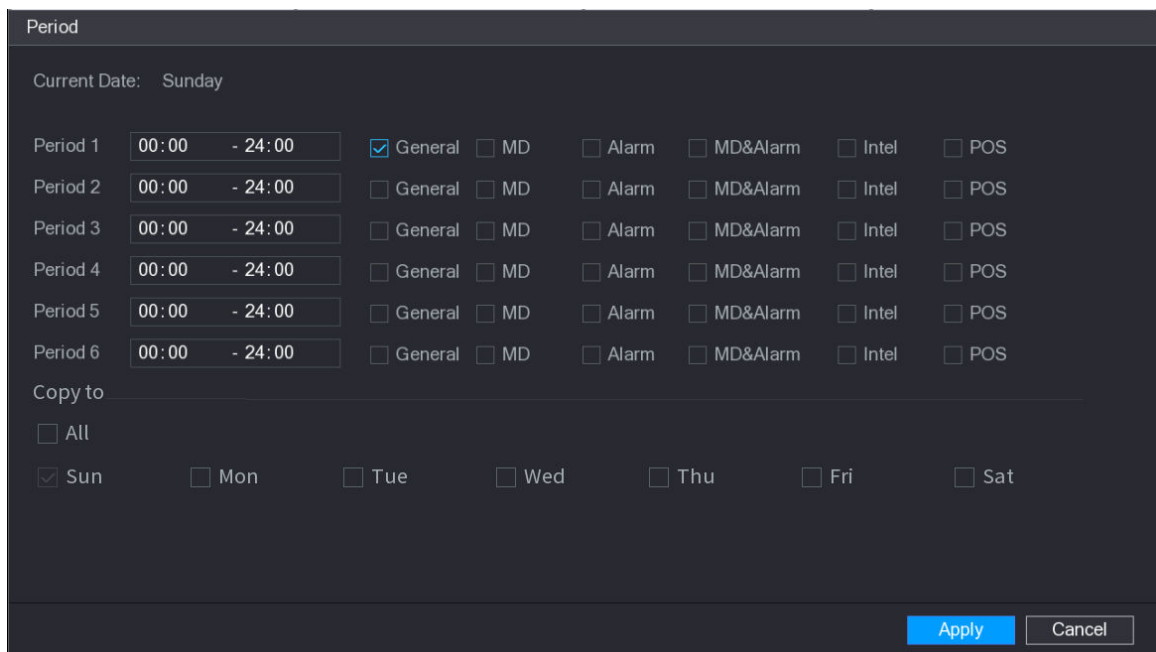 Period
Current Date: Sunday
Period 1 00:00 - 24:00 General MD Alarm MD&Alarm Intel POS
Period 2 00:00 - 24:00 General MD Alarm MD&Alarm Intel POS
Period 3 00:00 - 24:00 General MD Alarm MD&Alarm Intel POS
Period 4 00:00 - 24:00 General MD Alarm MD&Alarm Intel POS
Period 5 00:00 - 24:00 General MD Alarm MD&Alarm Intel POS
Period 6 00:00 - 24:00 General MD Alarm MD&Alarm Intel POS
Copy to
All
Sun Mon Tue Wed Thu Fri Sat
Apply Cancel